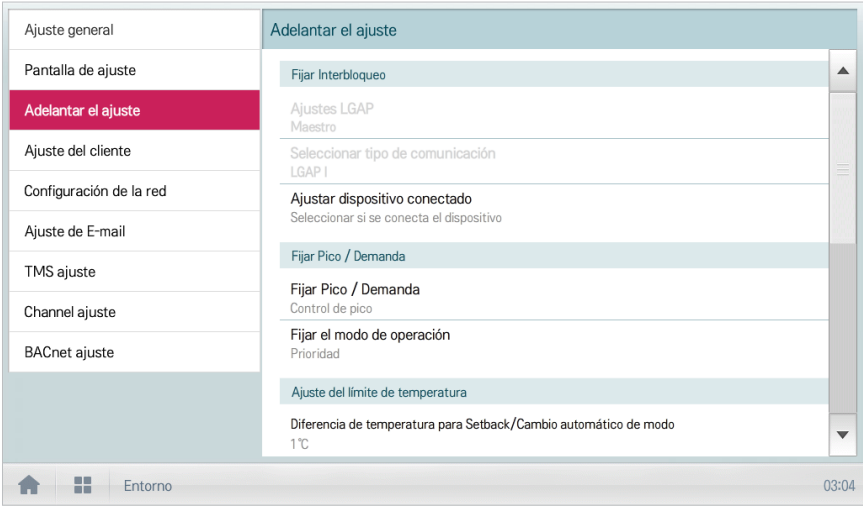 Ajuste general
Pantalla de ajuste
Adelantar el ajuste
Ajuste del cliente
Configuración de la red
Ajuste de E-mail
TMS ajuste
Channel ajuste
BACnet ajuste
Adelantar el ajuste
Fijar Interbloqueo
Ajustes LGAP
Maestro
Seleccionar tipo de comunicación
LGAP I
Ajustar dispositivo conectado
Seleccionar si se conecta el dispositivo
Fijar Pico / Demanda
Fijar Pico / Demanda
Control de pico
Fijar el modo de operación
Prioridad
Ajuste del límite de temperatura
Diferencia de temperatura para Setback/Cambio automático de modo
1℃
Entorno
03:04